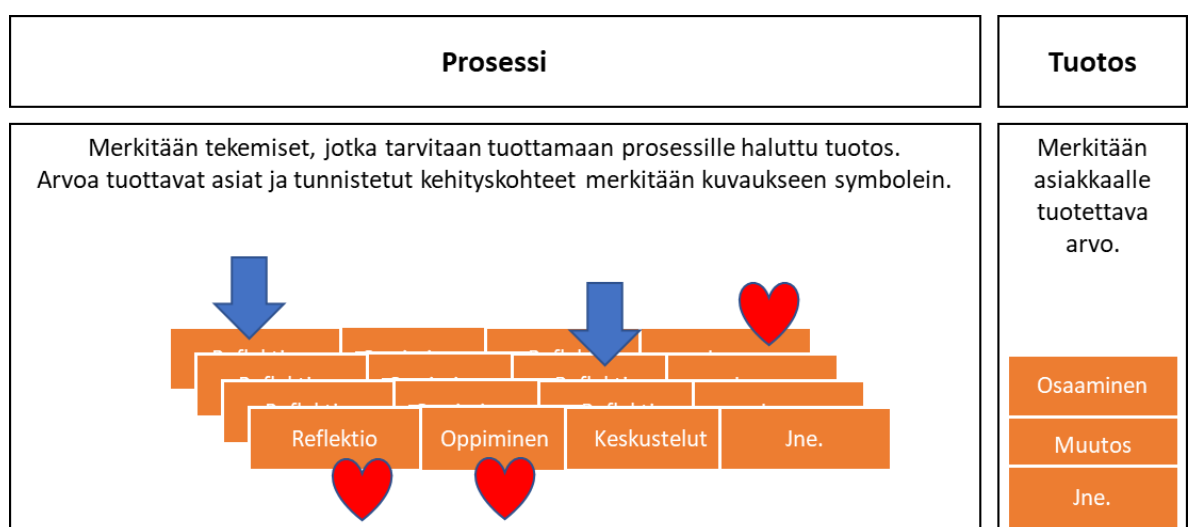 Prosessi
Tuotos
Merkitään tekemiset, jotka tarvitaan tuottamaan prosessille haluttu tuotos.
Arvoa tuottavat asiat ja tunnistetut kehityskohteet merkitään kuvaukseen symbolein.
Merkitään
asiakkaalle
tuotettava
arvo.
Reflektio
Oppiminen
Keskustelut
Jne.
Osaaminen
Muutos
Jne.